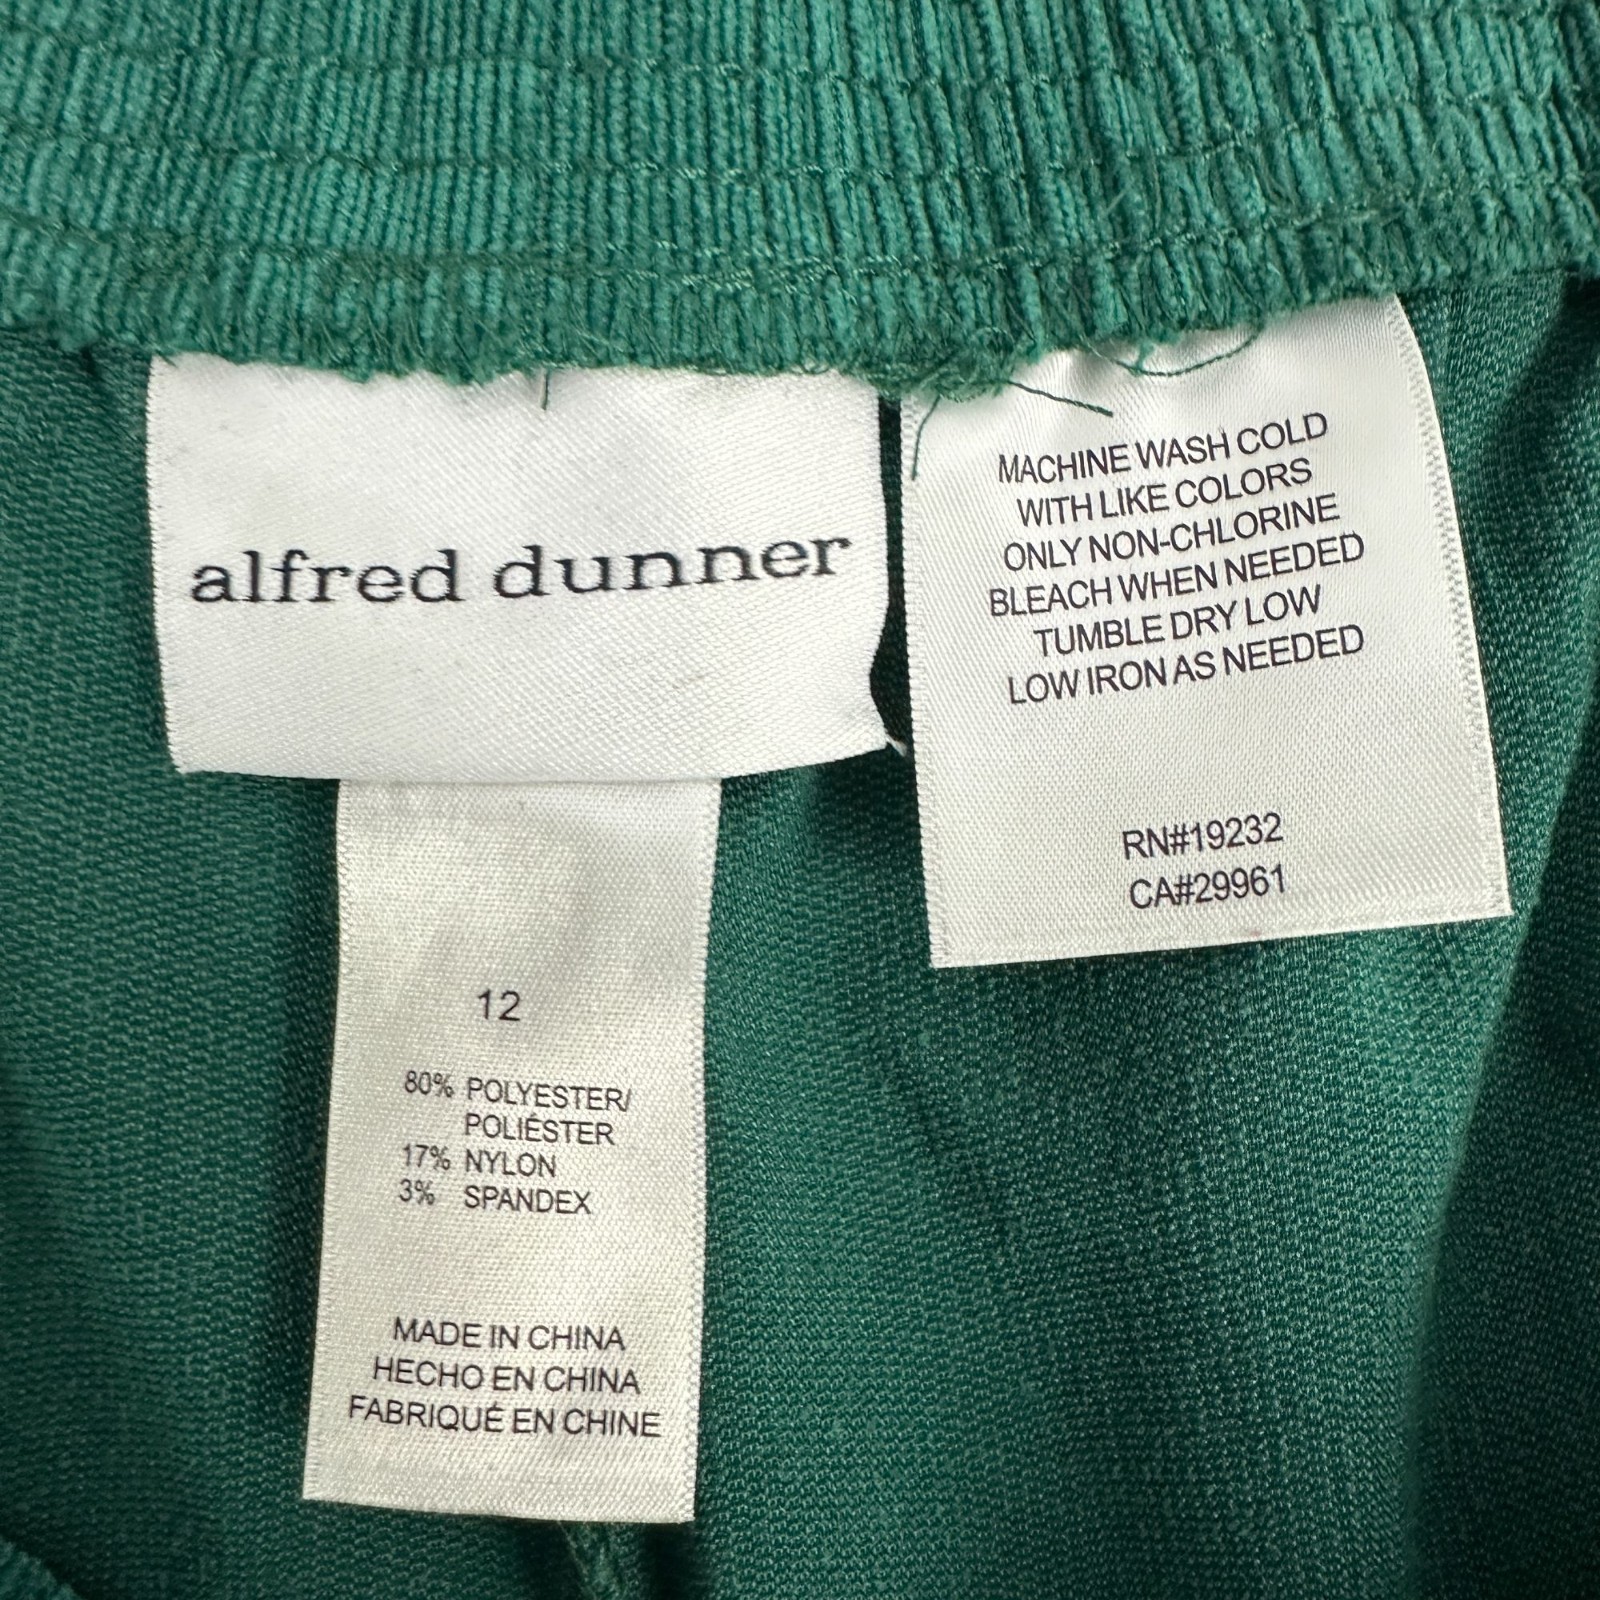 alfred dunner
12
80% POLYESTER/
POLIÉSTER
17% NYLON
3% SPANDEX
MADE IN CHINA
HECHO EN CHINA
FABRIQUÉ EN CHINE
MACHINE WASH COLD
WITH LIKE COLORS
ONLY NON-CHLORINE
BLEACH WHEN NEEDED
TUMBLE DRY LOW
LOW IRON AS NEEDED
RN#19232
CA#29961